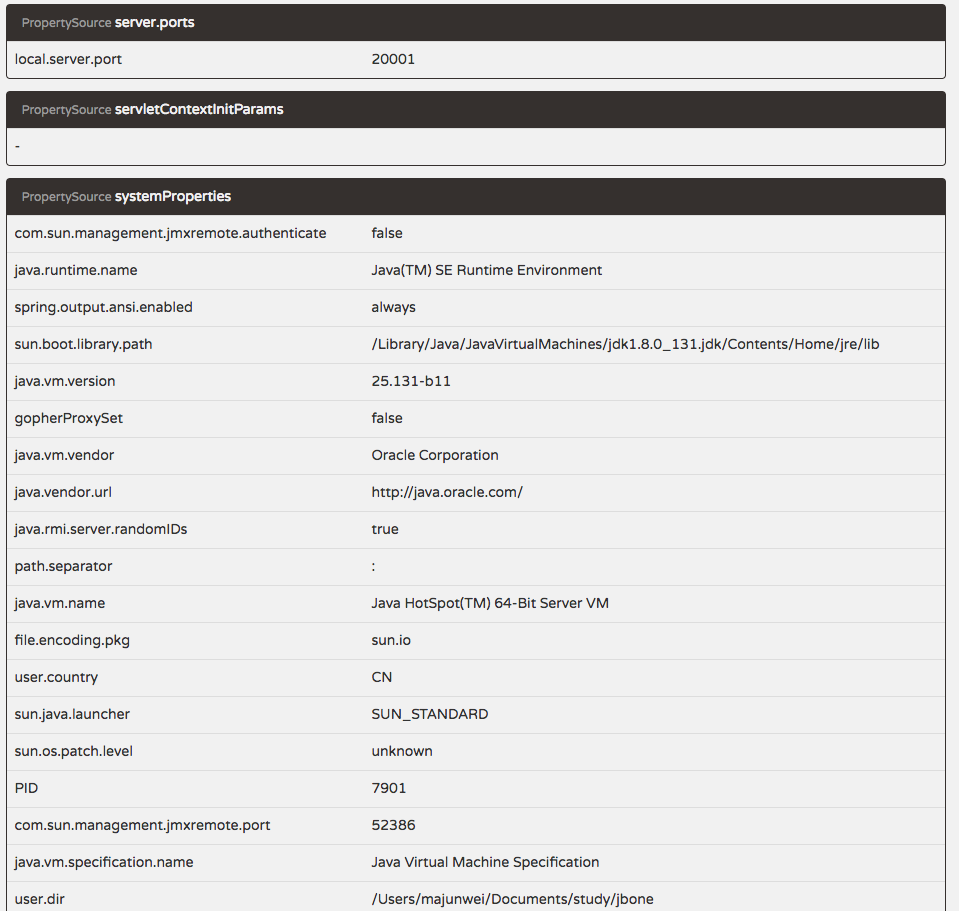 PropertySource server.ports
local.server.port 20001
PropertySource servletContextInitParams
-
PropertySource systemProperties
com.sun.management.jmxremote.authenticate false
java.runtime.name Java(TM) SE Runtime Environment
spring.output.ansi.enabled always
sun.boot.library.path /Library/Java/JavaVirtualMachines/jdk1.8.0_131.jdk/Contents/Home/jre/lib
java.vm.version 25.131-b11
gopherProxySet false
java.vm.vendor Oracle Corporation
java.vendor.url http://java.oracle.com/
java.rmi.server.randomIDs true
path.separator :
java.vm.name Java HotSpot(TM) 64-Bit Server VM
file.encoding.pkg sun.io
user.country CN
sun.java.launcher SUN_STANDARD
sun.os.patch.level unknown
PID 7901
com.sun.management.jmxremote.port 52386
java.vm.specification.name Java Virtual Machine Specification
user.dir /Users/majunwei/Documents/study/jbone